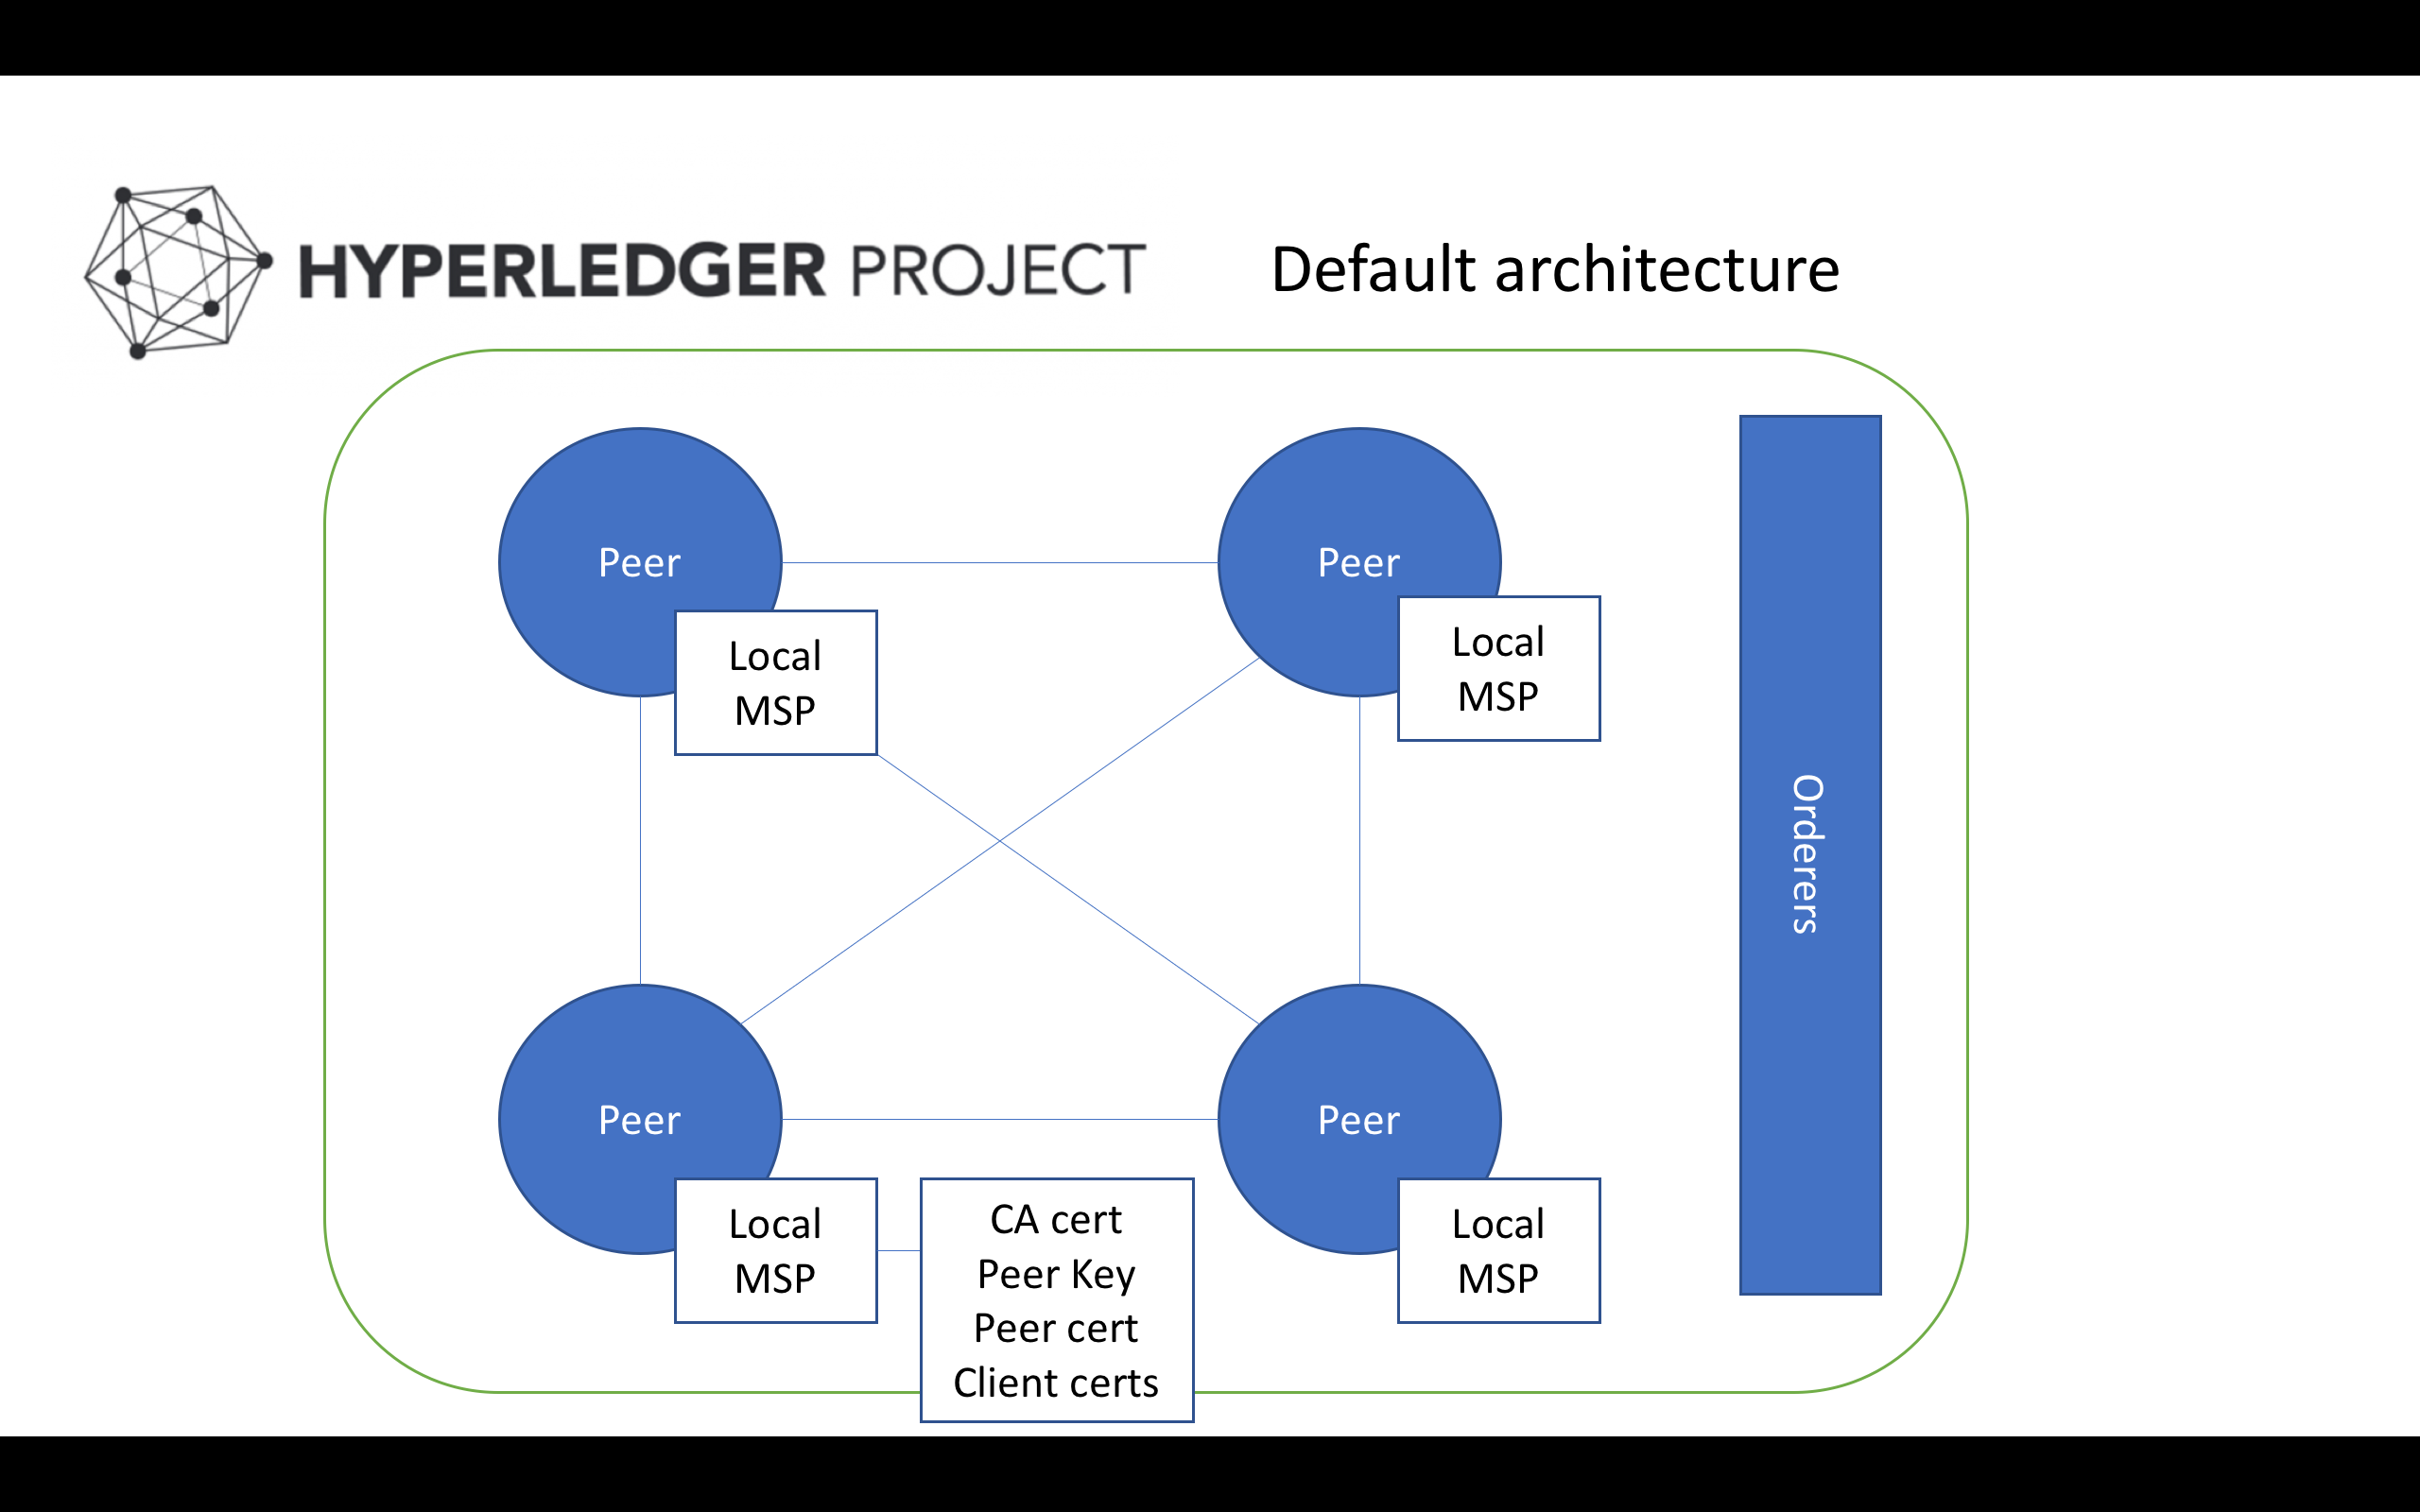 HYPERLEDGER PROJECT
Default architecture
Peer
Local
MSP
Peer
Local
MSP
Orderers
Peer
Local
MSP
CA cert
Peer Key
Peer cert
Client certs
Peer
Local
MSP